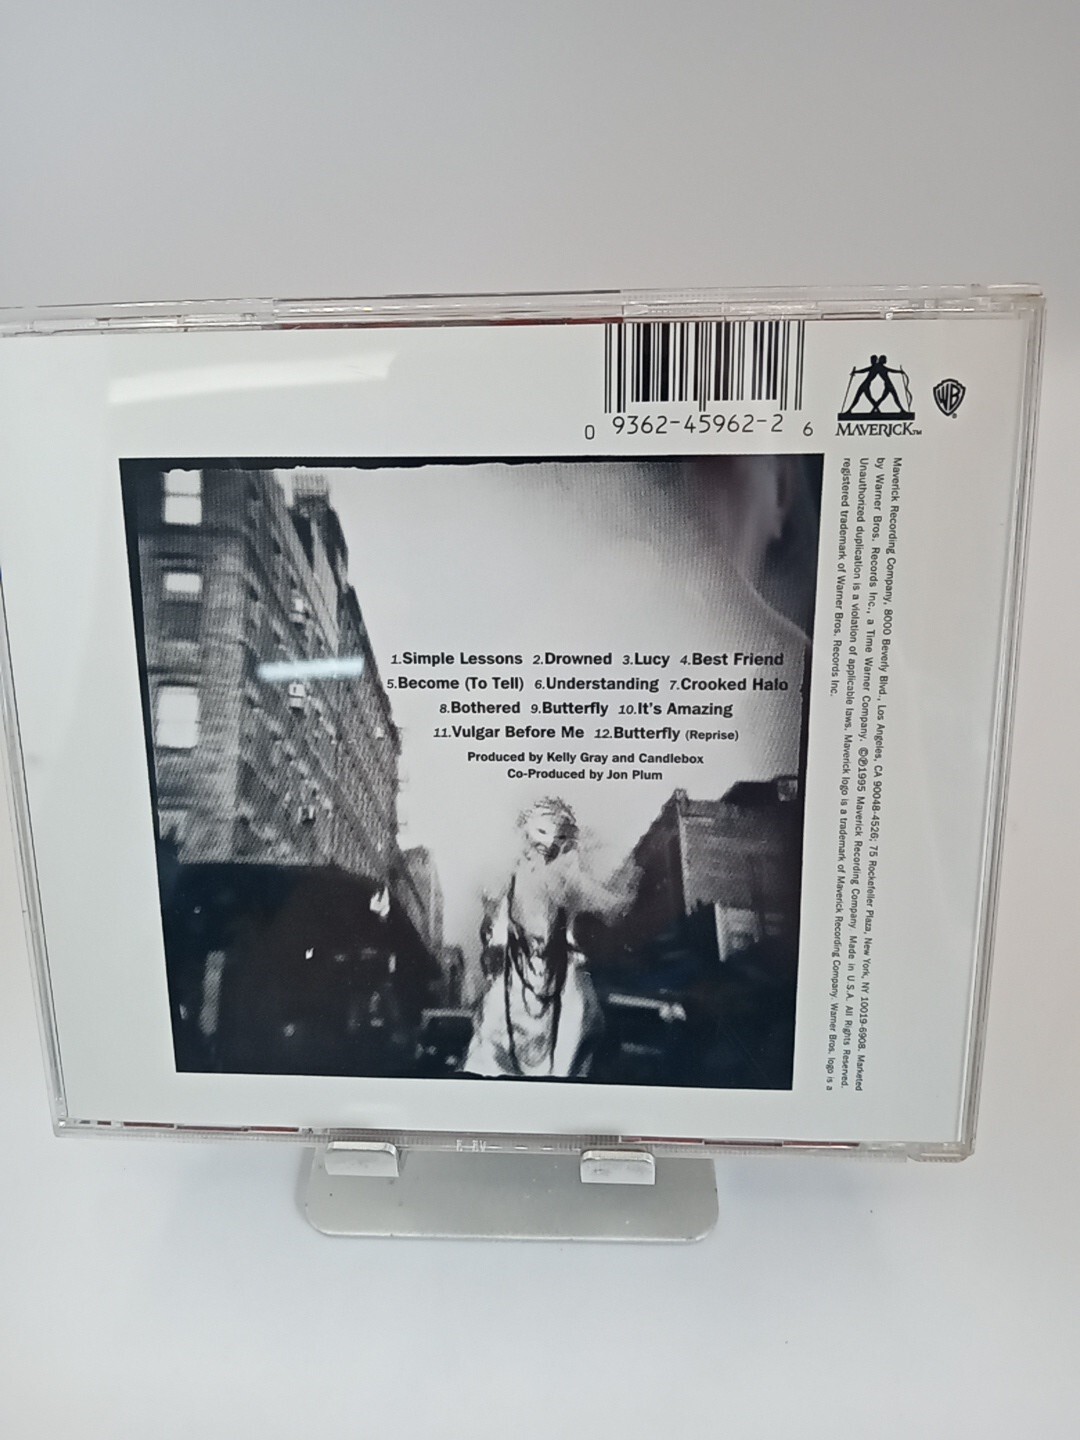 0 9362-45962-2 6
MAVERICK™
WB
1.Simple Lessons 2.Drowned 3.Lucy 4.Best Friend
5.Become (To Tell) 6.Understanding 7.Crooked Halo
8.Bothered 9.Butterfly 10.It's Amazing
11.Vulgar Before Me 12.Butterfly (Reprise)
Produced by Kelly Gray and Candlebox
Co-Produced by Jon Plum
Maverick Recording Company, 8000 Beverly Blvd., Los Angeles, CA 90048-4526; 75 Rockefeller Plaza, New York, NY 10019-6908. Marketed
by Warner Bros. Records Inc., a Time Warner Company. ©℗1995 Maverick Recording Company. Made in U.S.A. All Rights Reserved.
Unauthorized duplication is a violation of applicable laws. Maverick logo is a trademark of Maverick Recording Company. Warner Bros. logo is a
registered trademark of Warner Bros. Records Inc.